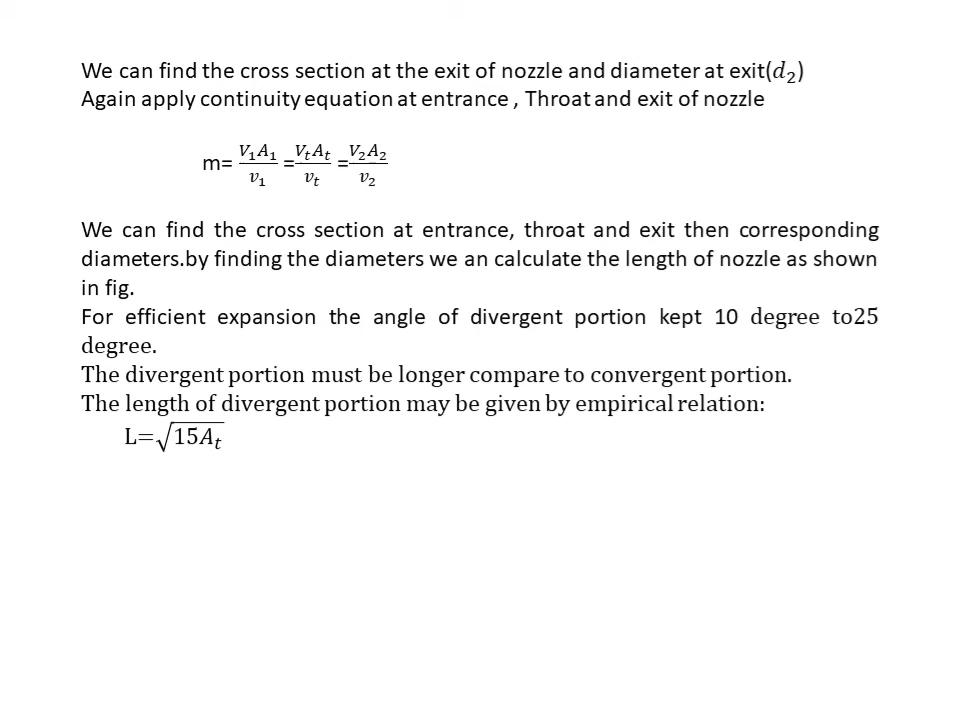 We can find the cross section at the exit of nozzle and diameter at exit(d₂)
Again apply continuity equation at entrance , Throat and exit of nozzle
m= V₁A₁/v₁ =VₜAₜ/vₜ =V₂A₂/v₂
We can find the cross section at entrance, throat and exit then corresponding
diameters.by finding the diameters we an calculate the length of nozzle as shown
in fig.
For efficient expansion the angle of divergent portion kept 10 degree to25
degree.
The divergent portion must be longer compare to convergent portion.
The length of divergent portion may be given by empirical relation:
L=√15Aₜ